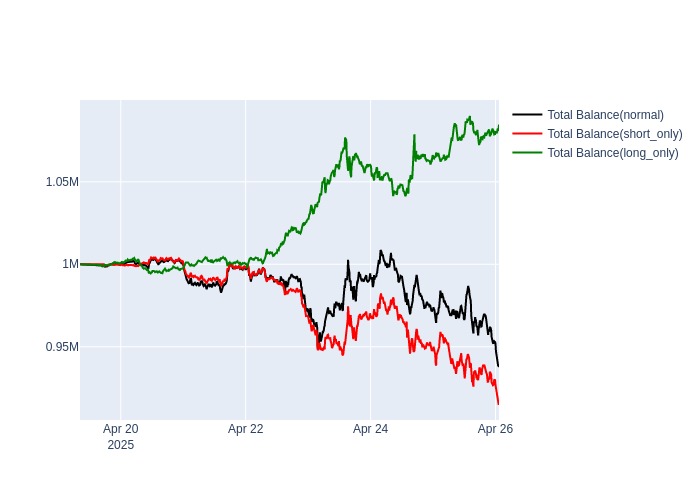 Total Balance(normal)
Total Balance(short_only)
Total Balance(long_only)
1.05M
1M
0.95M
Apr 20
2025
Apr 22
Apr 24
Apr 26